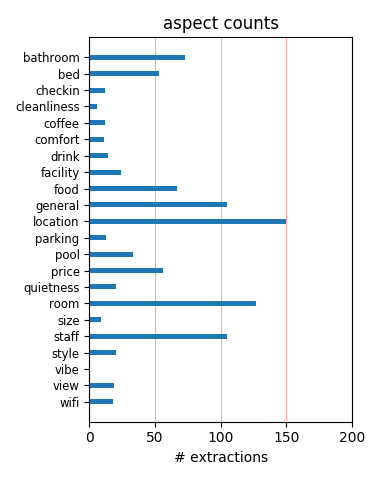 aspect counts
bathroom
bed
checkin
cleanliness
coffee
comfort
drink
facility
food
general
location
parking
pool
price
quietness
room
size
staff
style
vibe
view
wifi
0 50 100 150 200
# extractions